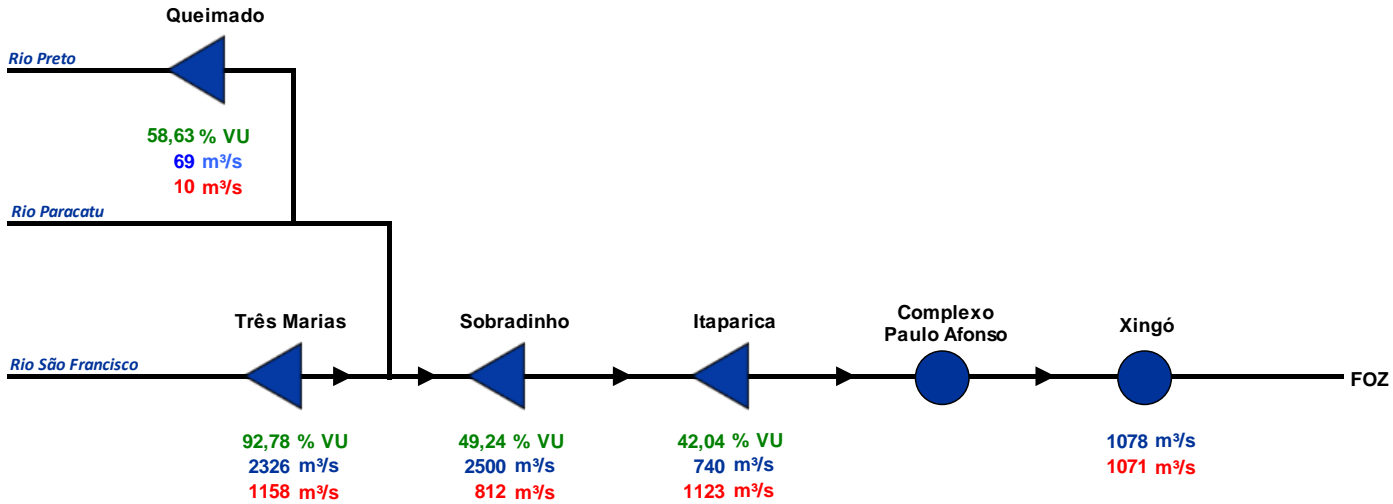 Queimado
Rio Preto
58,63 % VU
69 m³/s
10 m³/s
Rio Paracatu
Três Marias
Sobradinho
Itaparica
Complexo
Paulo Afonso
Xingó
Rio São Francisco
FOZ
92,78 % VU
2326 m³/s
1158 m³/s
49,24 % VU
2500 m³/s
812 m³/s
42,04 % VU
740 m³/s
1123 m³/s
1078 m³/s
1071 m³/s